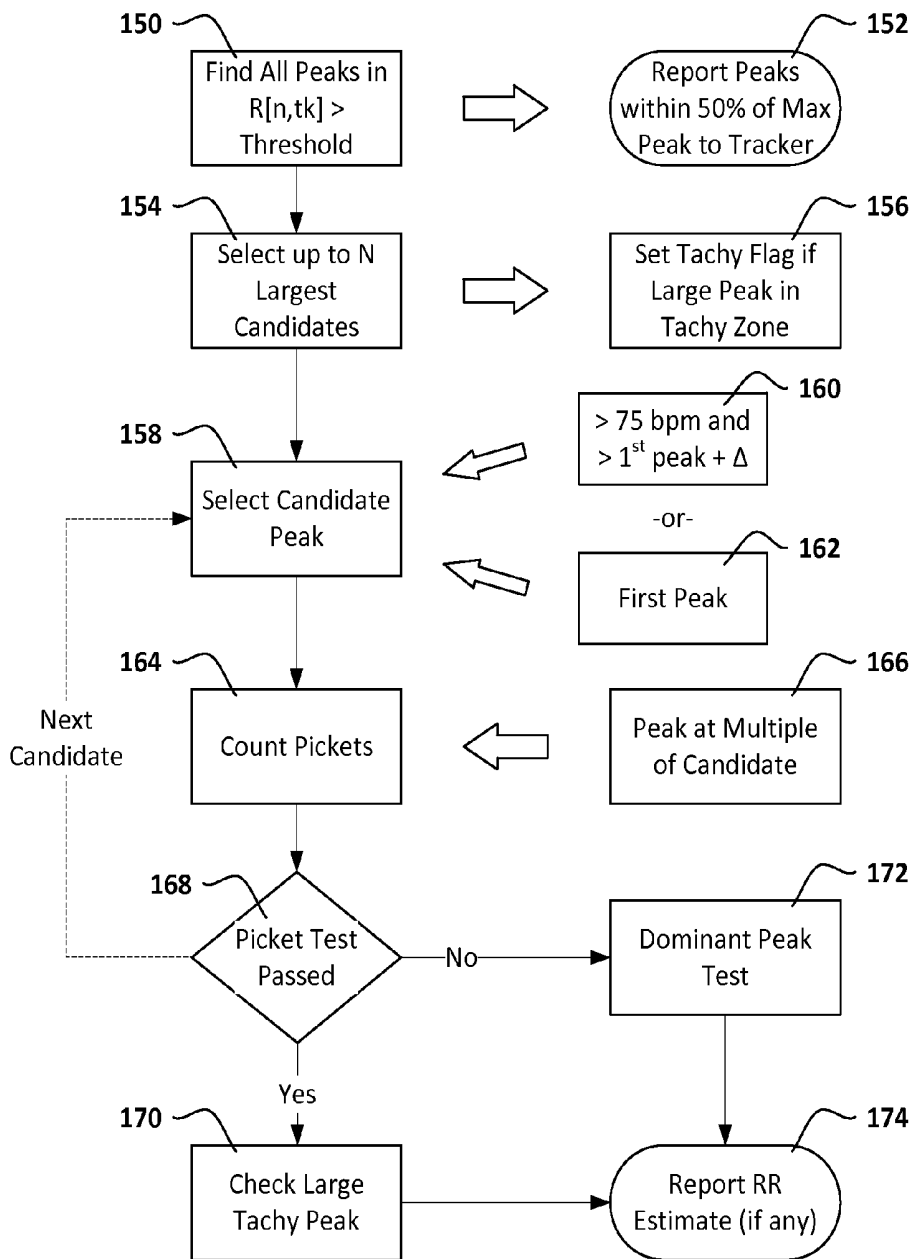 150
Find All Peaks in
R[n,tk] >
Threshold
152
Report Peaks
within 50% of Max
Peak to Tracker
154
Select up to N
Largest
Candidates
156
Set Tachy Flag if
Large Peak in
Tachy Zone
158
Select Candidate
Peak
160
> 75 bpm and
> 1st peak + Δ
-or-
162
First Peak
164
Count Pickets
166
Peak at Multiple
of Candidate
Next
Candidate
168
Picket Test
Passed
No
172
Dominant Peak
Test
Yes
170
Check Large
Tachy Peak
174
Report RR
Estimate (if any)